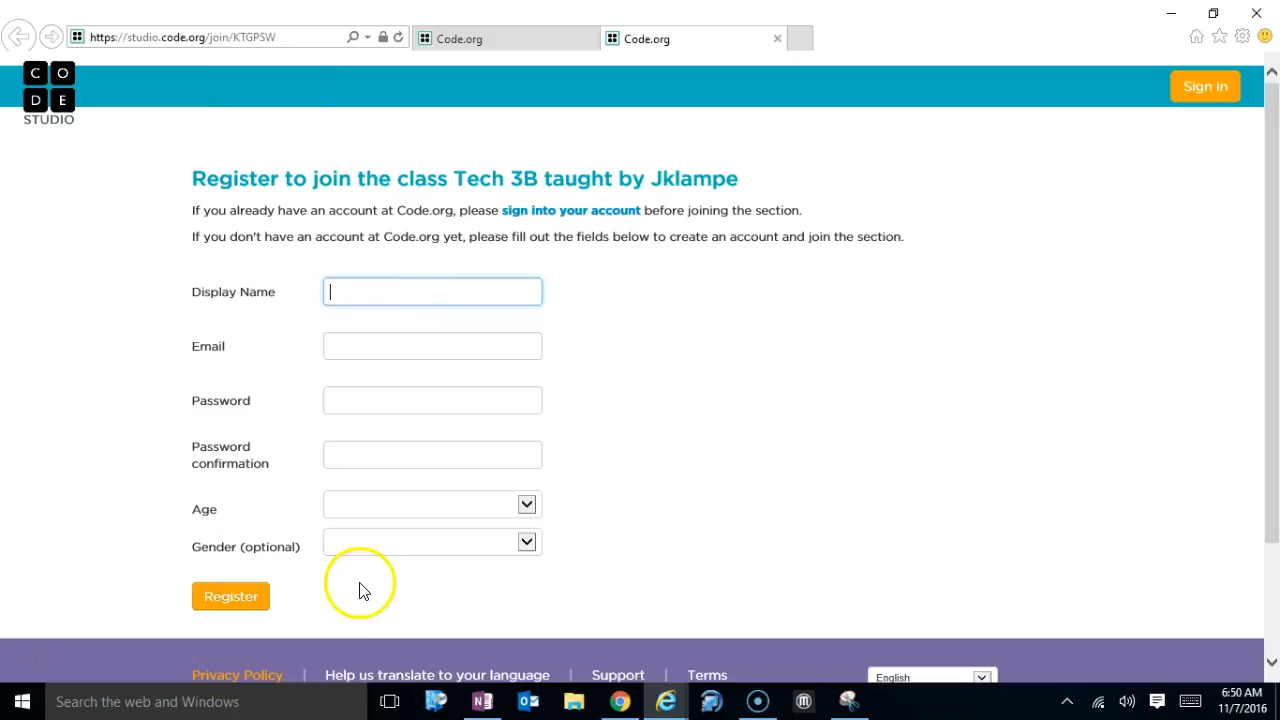 https://studio.code.org/join/KTGPSW
Code.org
Code.org
C O
D E
STUDIO
Sign in
Register to join the class Tech 3B taught by Jklampe
If you already have an account at Code.org, please sign into your account before joining the section.
If you don't have an account at Code.org yet, please fill out the fields below to create an account and join the section.
Display Name
Email
Password
Password
confirmation
Age
Gender (optional)
Register
Privacy Policy | Help us translate to your language | Support | Terms
English
Search the web and Windows
6:50 AM
11/7/2016